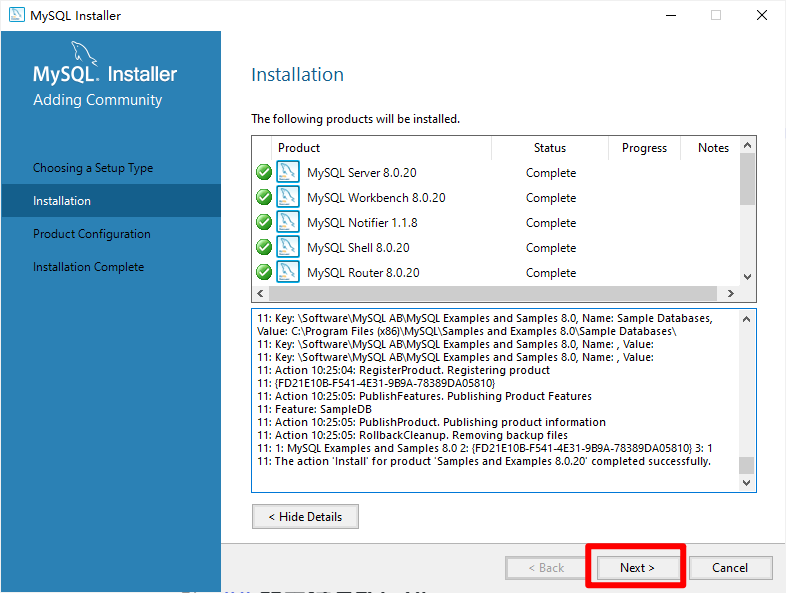 MySQL Installer
MySQL. Installer
Adding Community
Choosing a Setup Type
Installation
Product Configuration
Installation Complete
Installation
The following products will be installed.
Product Status Progress Notes
MySQL Server 8.0.20 Complete
MySQL Workbench 8.0.20 Complete
MySQL Notifier 1.1.8 Complete
MySQL Shell 8.0.20 Complete
MySQL Router 8.0.20 Complete
11: Key: \Software\MySQL AB\MySQL Examples and Samples 8.0, Name: Sample Databases,
Value: C:\Program Files (x86)\MySQL\Samples and Examples 8.0\Sample Databases\
11: Key: \Software\MySQL AB\MySQL Examples and Samples 8.0, Name: , Value:
11: Key: \Software\MySQL AB\MySQL Examples and Samples 8.0, Name: , Value:
11: Action 10:25:04: RegisterProduct. Registering product
11: {FD21E10B-F541-4E31-9B9A-78389DA05810}
11: Action 10:25:05: PublishFeatures. Publishing Product Features
11: Feature: SampleDB
11: Action 10:25:05: PublishProduct. Publishing product information
11: Action 10:25:05: RollbackCleanup. Removing backup files
11: 1: MySQL Examples and Samples 8.0 2: {FD21E10B-F541-4E31-9B9A-78389DA05810} 3: 1
11: The action 'Install' for product 'Samples and Examples 8.0.20' completed successfully.
< Hide Details
< Back Next > Cancel